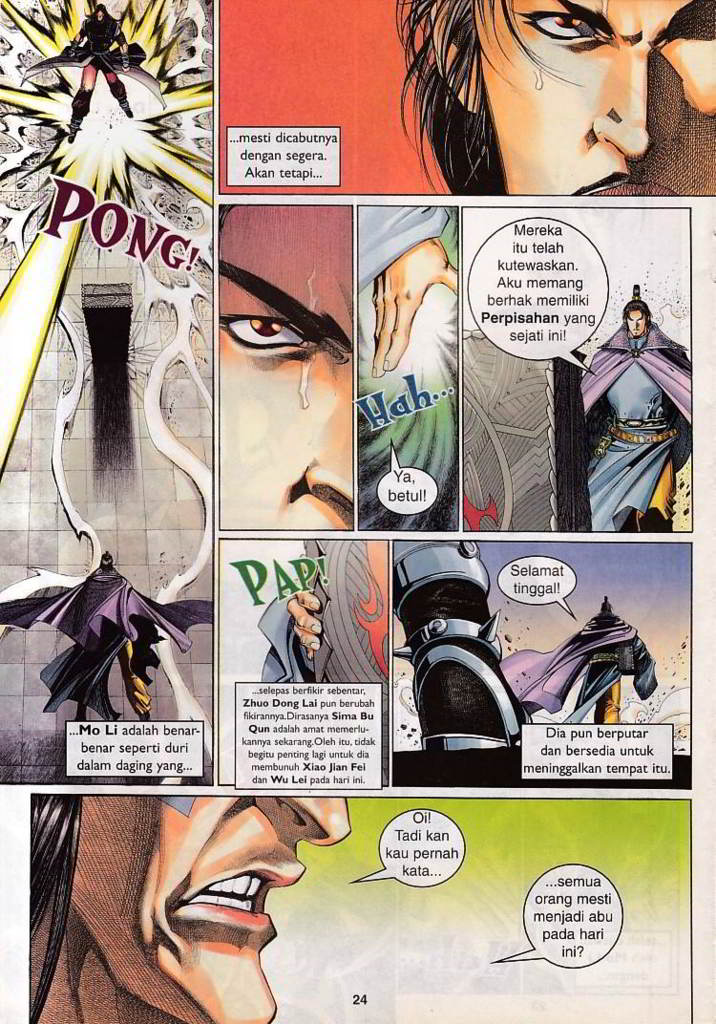 PONG!
...Mo Li adalah benar-
benar seperti duri
dalam daging yang...
...mesti dicabutnya
dengan segera.
Akan tetapi...
Hah...
Ya,
betul!
Mereka
itu telah
kutewaskan.
Aku memang
berhak memiliki
Perpisahan yang
sejati ini!
PAP!
...selepas berfikir sebentar,
Zhuo Dong Lai pun berubah
fikirannya.Dirasanya Sima Bu
Qun adalah amat memerlu-
kannya sekarang.Oleh itu, tidak
begitu penting lagi untuk dia
membunuh Xiao Jian Fei
dan Wu Lei pada hari ini.
Selamat
tinggal!
Dia pun berputar
dan bersedia untuk
meninggalkan tempat itu.
Oi!
Tadi kan
kau pernah
kata...
...semua
orang mesti
menjadi abu
pada hari
ini?
24